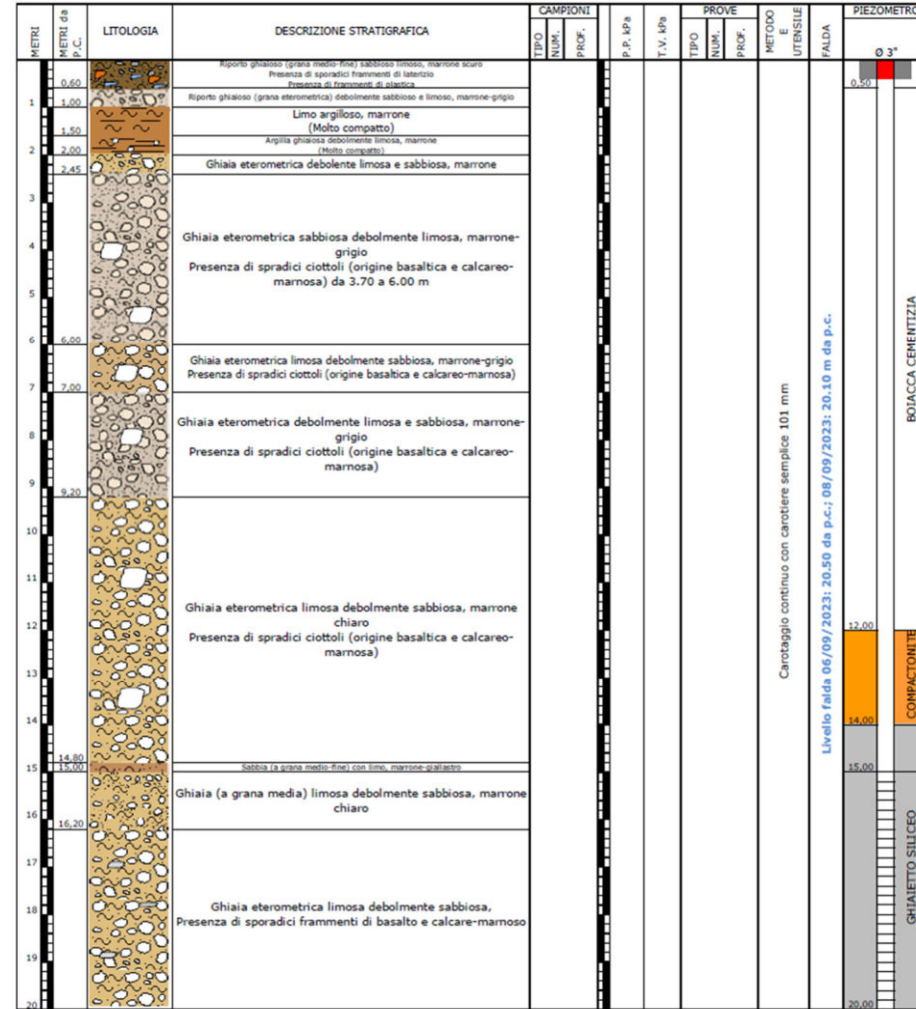 METRI
METRI da P.C.
LITOLOGIA
DESCRIZIONE STRATIGRAFICA
CAMPIONI
TIPO
NUM.
PROF.
P.P. kPa
T.V. kPa
PROVE
TIPO
NUM.
PROF.
METODO E UTENSILE
FALDA
PIEZOMETRO
Ø 3"
Riporto ghiaioso (grana medio-fine) sabbioso limoso, marrone scuro
Presenza di sporadici frammenti di laterizio
Presenza di frammenti di plastica
0,60
0,50
Riporto ghiaioso (grana eterometrica) debolmente sabbioso e limoso, marrone-grigio
1
1,00
Limo argilloso, marrone
(Molto compatto)
1,50
Argilla ghiaiosa debolmente limosa, marrone
(Molto compatto)
2
2,00
Ghiaia eterometrica debolente limosa e sabbiosa, marrone
2,45
3
Ghiaia eterometrica sabbiosa debolmente limosa, marrone-
grigio
Presenza di spradici ciottoli (origine basaltica e calcareo-
marnosa) da 3.70 a 6.00 m
4
5
6
6,00
Ghiaia eterometrica limosa debolmente sabbiosa, marrone-grigio
Presenza di spradici ciottoli (origine basaltica e calcareo-marnosa)
7
7,00
Ghiaia eterometrica debolmente limosa e sabbiosa, marrone-
grigio
Presenza di spradici ciottoli (origine basaltica e calcareo-
marnosa)
8
9
9,20
10
11
Ghiaia eterometrica limosa debolmente sabbiosa, marrone
chiaro
Presenza di spradici ciottoli (origine basaltica e calcareo-
marnosa)
12
13
14
14,80
15
15,00
Sabbia (a grana medio-fine) con limo, marrone-giallastro
Ghiaia (a grana media) limosa debolmente sabbiosa, marrone
chiaro
16
16,20
17
Ghiaia eterometrica limosa debolmente sabbiosa,
Presenza di sporadici frammenti di basalto e calcare-marnoso
18
19
20
Carotaggio continuo con carotiere semplice 101 mm
Livello falda 06/09/2023: 20.50 da p.c.; 08/09/2023: 20.10 m da p.c.
BOIACCA CEMENTIZIA
12,00
COMPACTONITE
14,00
15,00
GHIAIETTO SILICEO
20,00